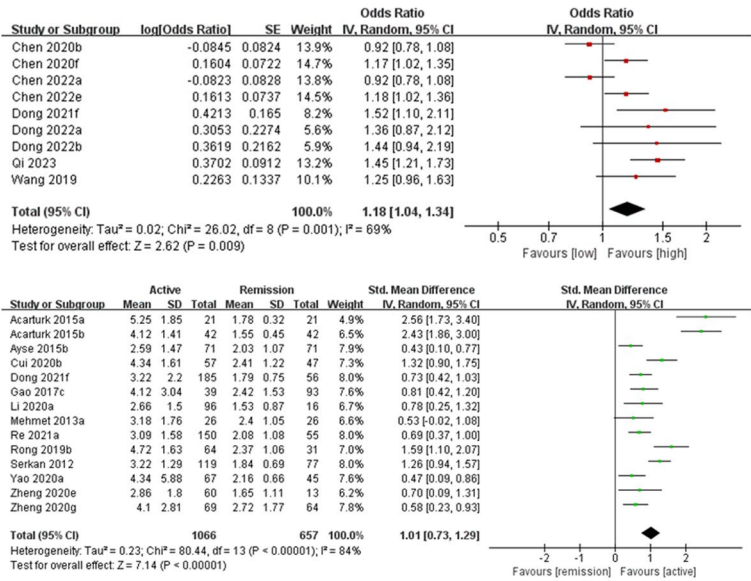 Odds Ratio Odds Ratio
Study or Subgroup log[Odds Ratio] SE Weight IV, Random, 95% CI IV, Random, 95% CI
Chen 2020b -0.0845 0.0824 13.9% 0.92 [0.78, 1.08]
Chen 2020f 0.1604 0.0722 14.7% 1.17 [1.02, 1.35]
Chen 2022a -0.0823 0.0828 13.9% 0.92 [0.78, 1.08]
Chen 2022e 0.1613 0.0737 14.5% 1.18 [1.02, 1.36]
Dong 2021f 0.4213 0.165 8.2% 1.52 [1.10, 2.11]
Dong 2022a 0.3053 0.2274 5.6% 1.36 [0.87, 2.12]
Dong 2022b 0.3619 0.2162 5.9% 1.44 [0.94, 2.19]
Qi 2023 0.3702 0.0912 13.2% 1.45 [1.21, 1.73]
Wang 2019 0.2263 0.1337 10.1% 1.25 [0.96, 1.63]
Total (95% CI) 100.0% 1.18 [1.04, 1.34]
Heterogeneity: Tau² = 0.02; Chi² = 26.02, df = 8 (P = 0.001); I² = 69%
Test for overall effect: Z = 2.62 (P = 0.009)
0.5 0.7 1 1.5 2
Favours [low] Favours [high]
Active Remission Std. Mean Difference Std. Mean Difference
Study or Subgroup Mean SD Total Mean SD Total Weight IV, Random, 95% CI IV, Random, 95% CI
Acarturk 2015a 5.25 1.85 21 1.78 0.32 21 4.9% 2.56 [1.73, 3.40]
Acarturk 2015b 4.12 1.41 42 1.55 0.45 42 6.5% 2.43 [1.86, 3.00]
Ayse 2015b 2.59 1.47 71 2.03 1.07 71 7.9% 0.43 [0.10, 0.77]
Cui 2020b 4.34 1.61 57 2.41 1.22 47 7.3% 1.32 [0.90, 1.75]
Dong 2021f 3.22 2.2 185 1.79 0.75 56 8.0% 0.73 [0.42, 1.03]
Gao 2017c 4.12 3.04 39 2.42 1.53 93 7.5% 0.81 [0.42, 1.20]
Li 2020a 2.66 1.5 96 1.53 0.87 16 6.7% 0.78 [0.25, 1.32]
Mehmet 2013a 3.18 1.76 26 2.4 1.05 26 6.6% 0.53 [-0.02, 1.08]
Re 2021a 3.09 1.58 150 2.08 1.08 55 7.9% 0.69 [0.37, 1.00]
Rong 2019b 4.72 1.63 64 2.37 1.06 31 7.0% 1.59 [1.10, 2.07]
Serkan 2012 3.22 1.29 119 1.84 0.69 77 7.9% 1.26 [0.94, 1.57]
Yao 2020a 4.34 5.88 67 2.16 0.66 45 7.6% 0.47 [0.09, 0.86]
Zheng 2020e 2.86 1.8 60 1.65 1.11 13 6.3% 0.70 [0.09, 1.31]
Zheng 2020g 4.1 2.81 69 2.72 1.77 64 7.8% 0.58 [0.23, 0.93]
Total (95% CI) 1066 657 100.0% 1.01 [0.73, 1.29]
Heterogeneity: Tau² = 0.23; Chi² = 80.44, df = 13 (P < 0.00001); I² = 84%
Test for overall effect: Z = 7.14 (P < 0.00001)
-2 -1 0 1 2
Favours [remission] Favours [active]